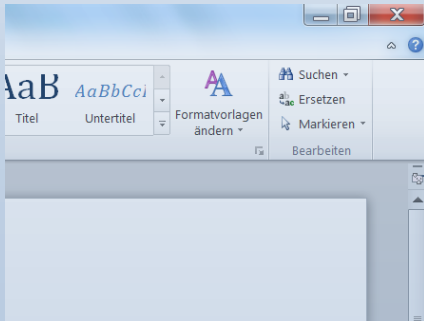 AaB AaBbCcI
Titel Untertitel
Formatvorlagen
ändern
Suchen
Ersetzen
Markieren
Bearbeiten